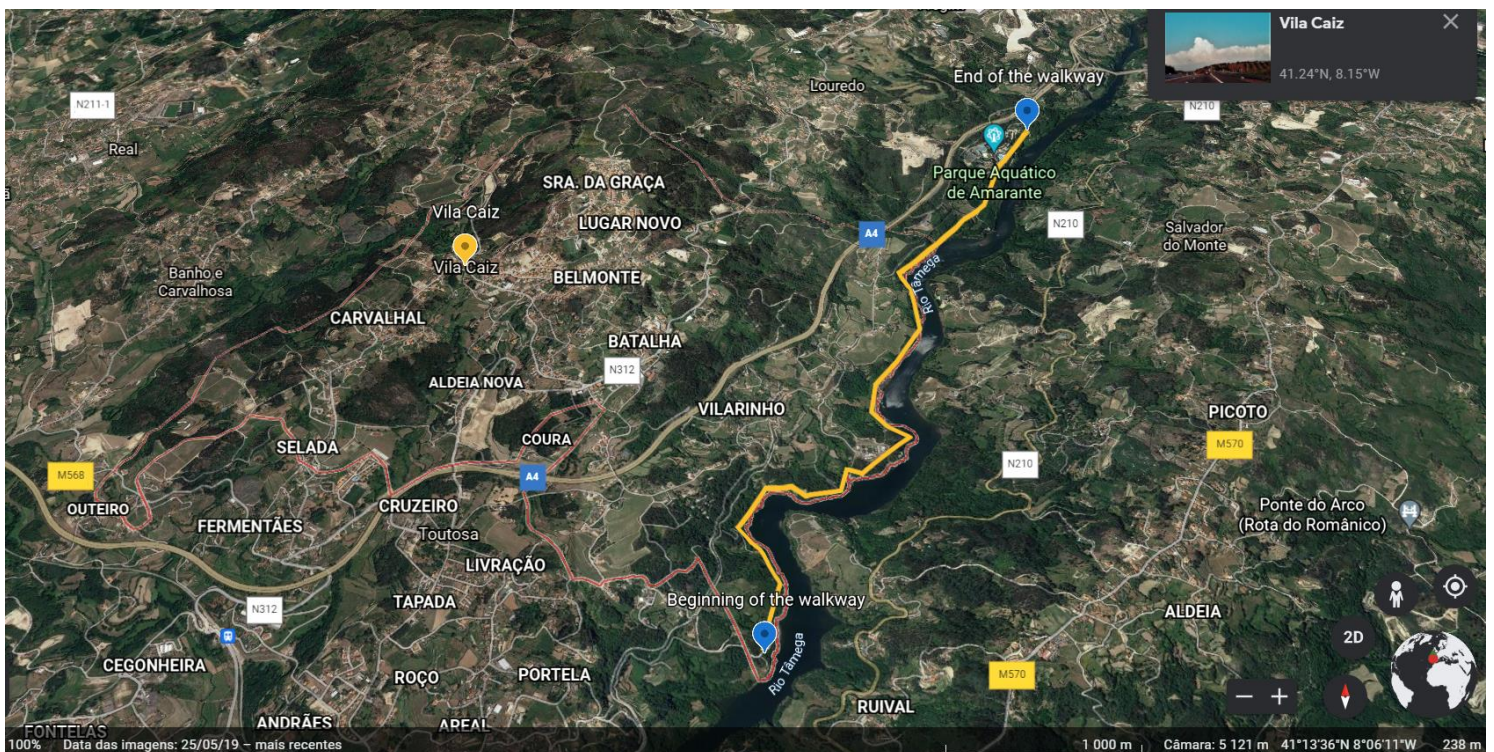 Vila Caiz
41.24°N, 8.15°W
End of the walkway
Louredo
N211-1
N210
Real
Parque Aquático
de Amarante
SRA. DA GRAÇA
Vila Caiz
LUGAR NOVO
N210
A4
Salvador
do Monte
Vila Caiz
Banho e
Carvalhosa
BELMONTE
Rio Tâmega
CARVALHAL
BATALHA
N312
ALDEIA NOVA
VILARINHO
PICOTO
COURA
SELADA
M570
N210
M568
A4
OUTEIRO
CRUZEIRO
FERMENTÃES
Ponte do Arco
(Rota do Românico)
Toutosa
LIVRAÇÃO
TAPADA
Beginning of the walkway
N312
ALDEIA
2D
Rio Tâmega
CEGONHEIRA
ROÇO
PORTELA
M570
RUIVAL
ANDRÃES
AREAL
FONTELAS
100% Data das imagens: 25/05/19 – mais recentes
1 000 m
Câmara: 5 121 m 41°13'36"N 8°06'11"W 238 m